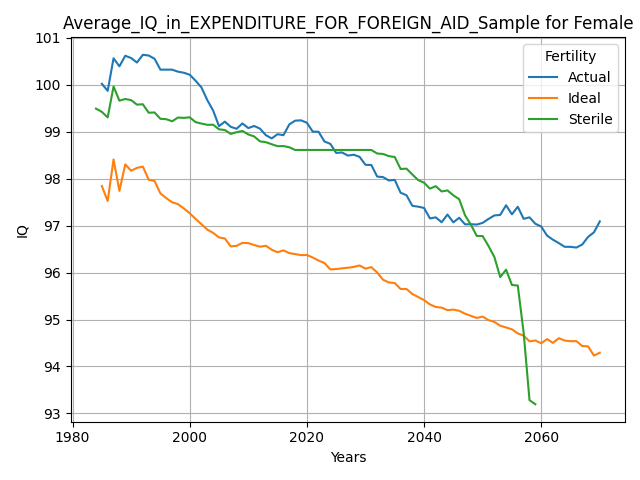 Average_IQ_in_EXPENDITURE_FOR_FOREIGN_AID_Sample for Female
101
100
99
98
97
96
95
94
93
IQ
1980
2000
2020
2040
2060
Years
Fertility
Actual
Ideal
Sterile